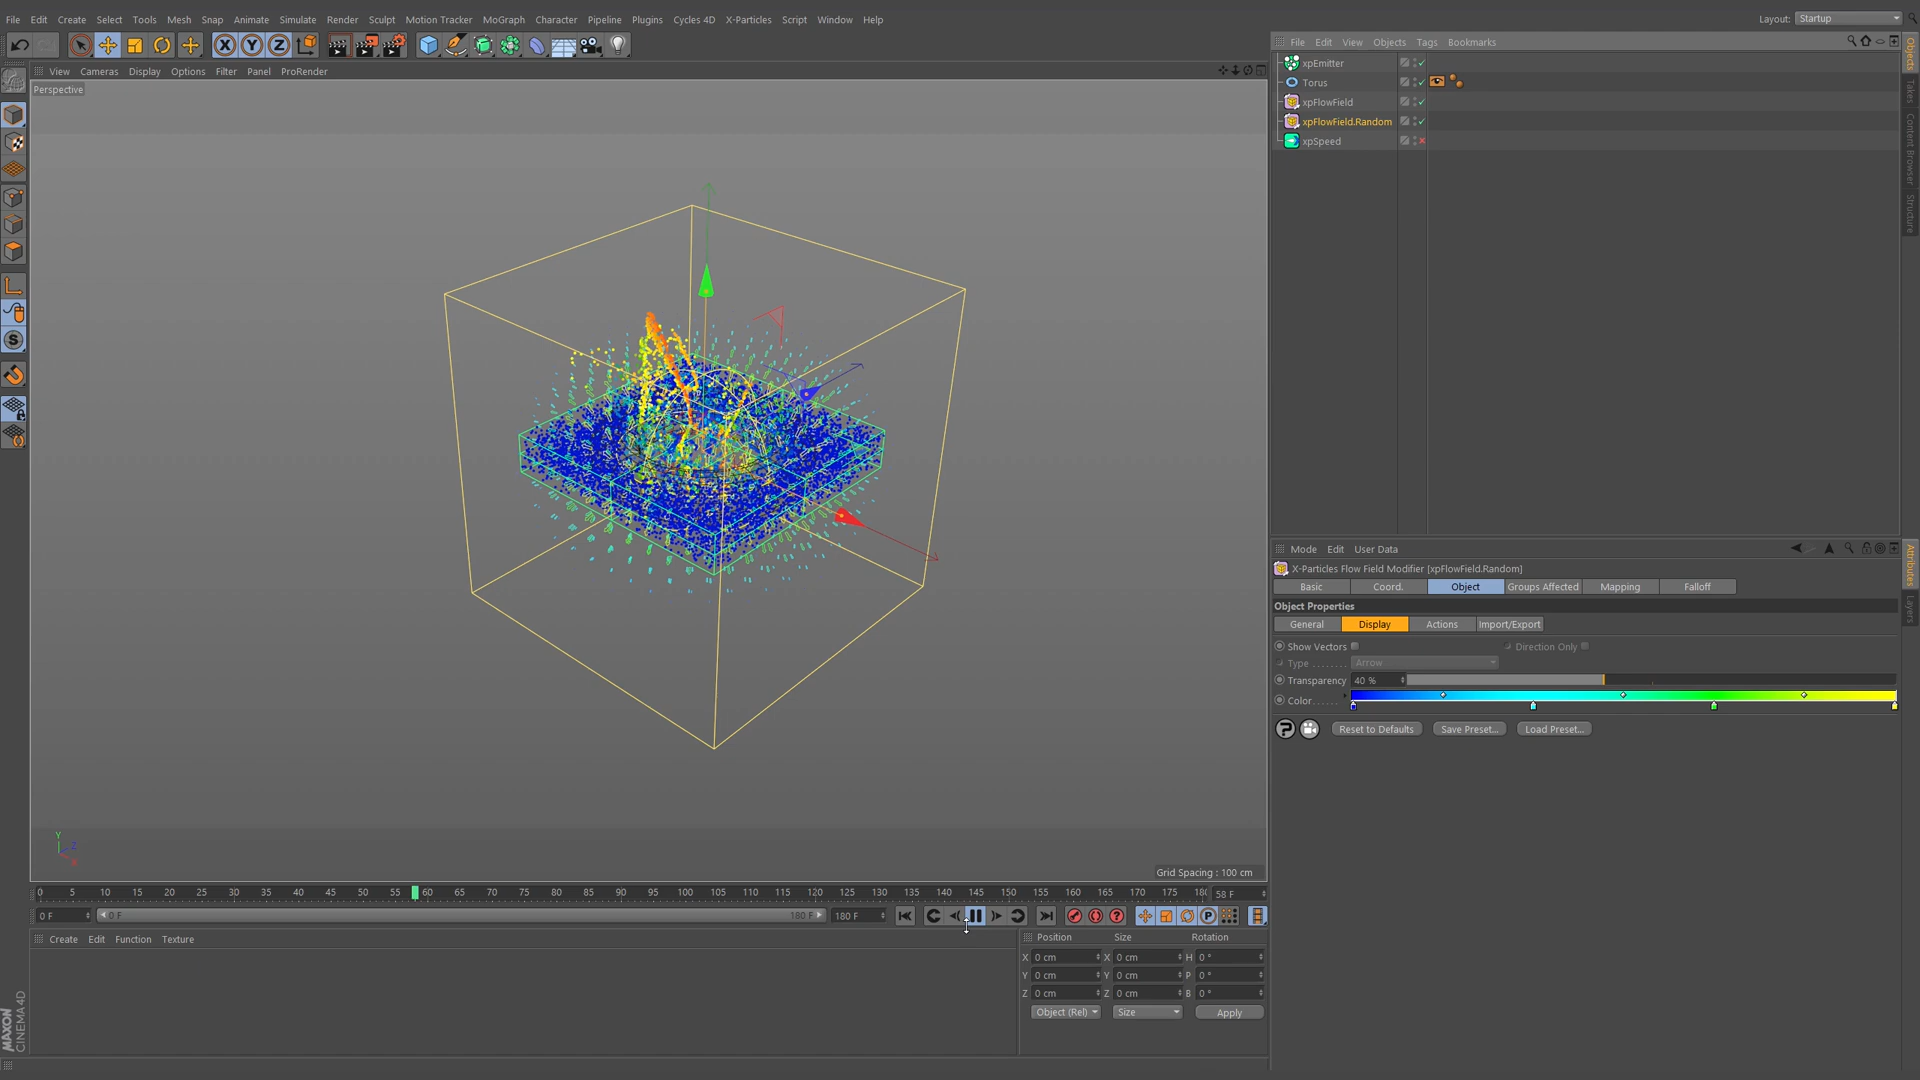 File Edit Create Select Tools Mesh Snap Animate Simulate Render Sculpt Motion Tracker MoGraph Character Pipeline Plugins Cycles 4D X-Particles Script Window Help
Layout: Startup
View Cameras Display Options Filter Panel ProRender
Perspective
Grid Spacing : 100 cm
0 5 10 15 20 25 30 35 40 45 50 55 60 65 70 75 80 85 90 95 100 105 110 115 120 125 130 135 140 145 150 155 160 165 170 175 180
58 F
0 F 0 F 180 F 180 F
Create Edit Function Texture
Position Size Rotation
X 0 cm X 0 cm H 0 °
Y 0 cm Y 0 cm P 0 °
Z 0 cm Z 0 cm B 0 °
Object (Rel) Size Apply
MAXON
CINEMA 4D
File Edit View Objects Tags Bookmarks
xpEmitter
Torus
xpFlowField
xpFlowField.Random
xpSpeed
Objects
Takes
Content Browser
Structure
Mode Edit User Data
X-Particles Flow Field Modifier [xpFlowField.Random]
Basic Coord. Object Groups Affected Mapping Falloff
Object Properties
General Display Actions Import/Export
Show Vectors Direction Only
Type Arrow
Transparency 40 %
Color
Reset to Defaults Save Preset... Load Preset...
Attributes
Layers